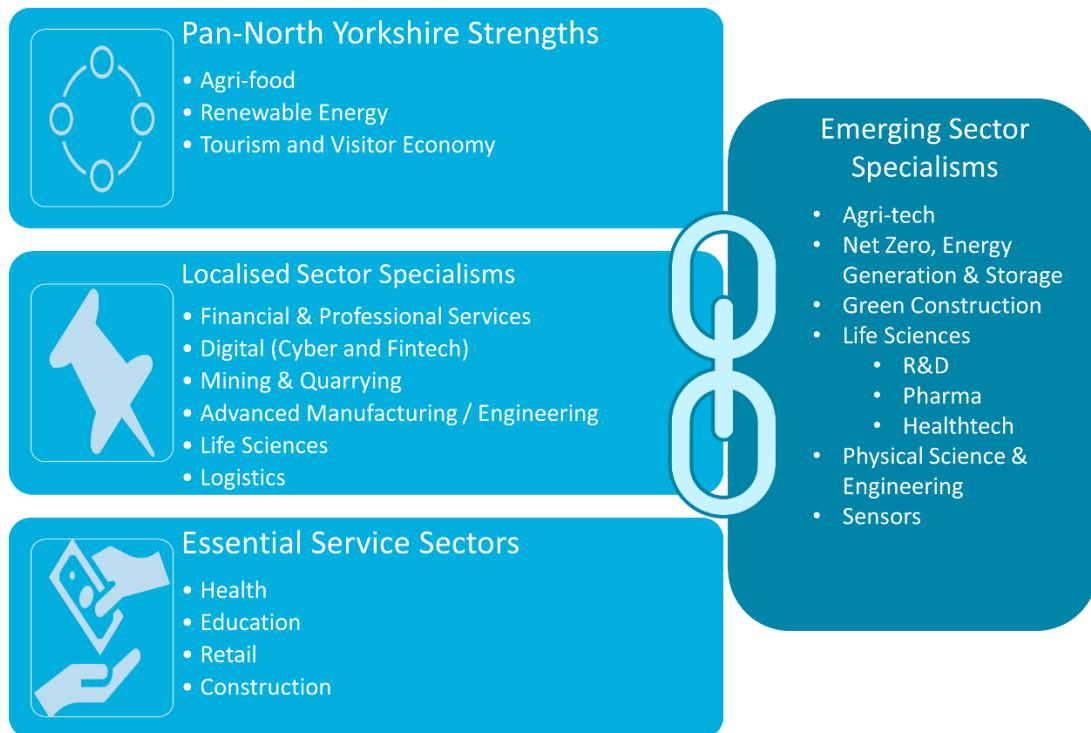 Pan-North Yorkshire Strengths
• Agri-food
• Renewable Energy
• Tourism and Visitor Economy
Localised Sector Specialisms
• Financial & Professional Services
• Digital (Cyber and Fintech)
• Mining & Quarrying
• Advanced Manufacturing / Engineering
• Life Sciences
• Logistics
Essential Service Sectors
• Health
• Education
• Retail
• Construction
Emerging Sector
Specialisms
• Agri-tech
• Net Zero, Energy
Generation & Storage
• Green Construction
• Life Sciences
• R&D
• Pharma
• Healthtech
• Physical Science &
Engineering
• Sensors